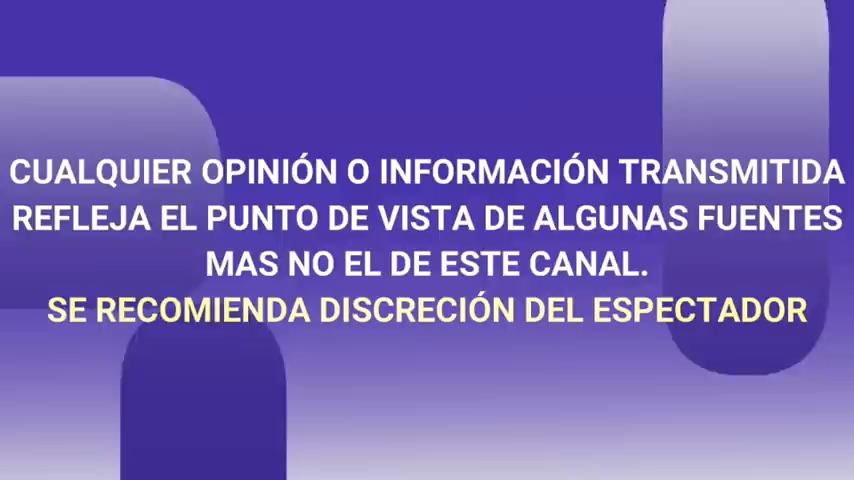 CUALQUIER OPINIÓN O INFORMACIÓN TRANSMITIDA
REFLEJA EL PUNTO DE VISTA DE ALGUNAS FUENTES
MAS NO EL DE ESTE CANAL.
SE RECOMIENDA DISCRECIÓN DEL ESPECTADOR